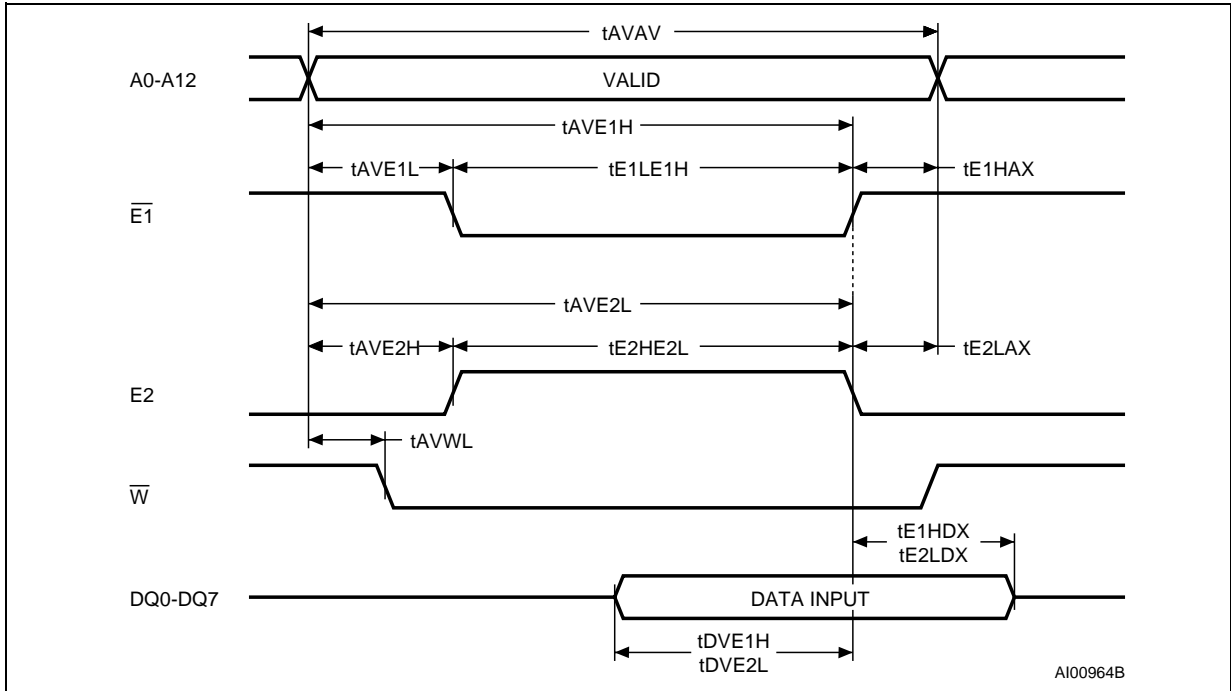 tAVAV
A0-A12
VALID
tAVE1H
tAVE1L
tE1LE1H
tE1HAX
E1
tAVE2L
tAVE2H
tE2HE2L
tE2LAX
E2
tAVWL
W
tE1HDX
tE2LDX
DQ0-DQ7
DATA INPUT
tDVE1H
tDVE2L
AI00964B